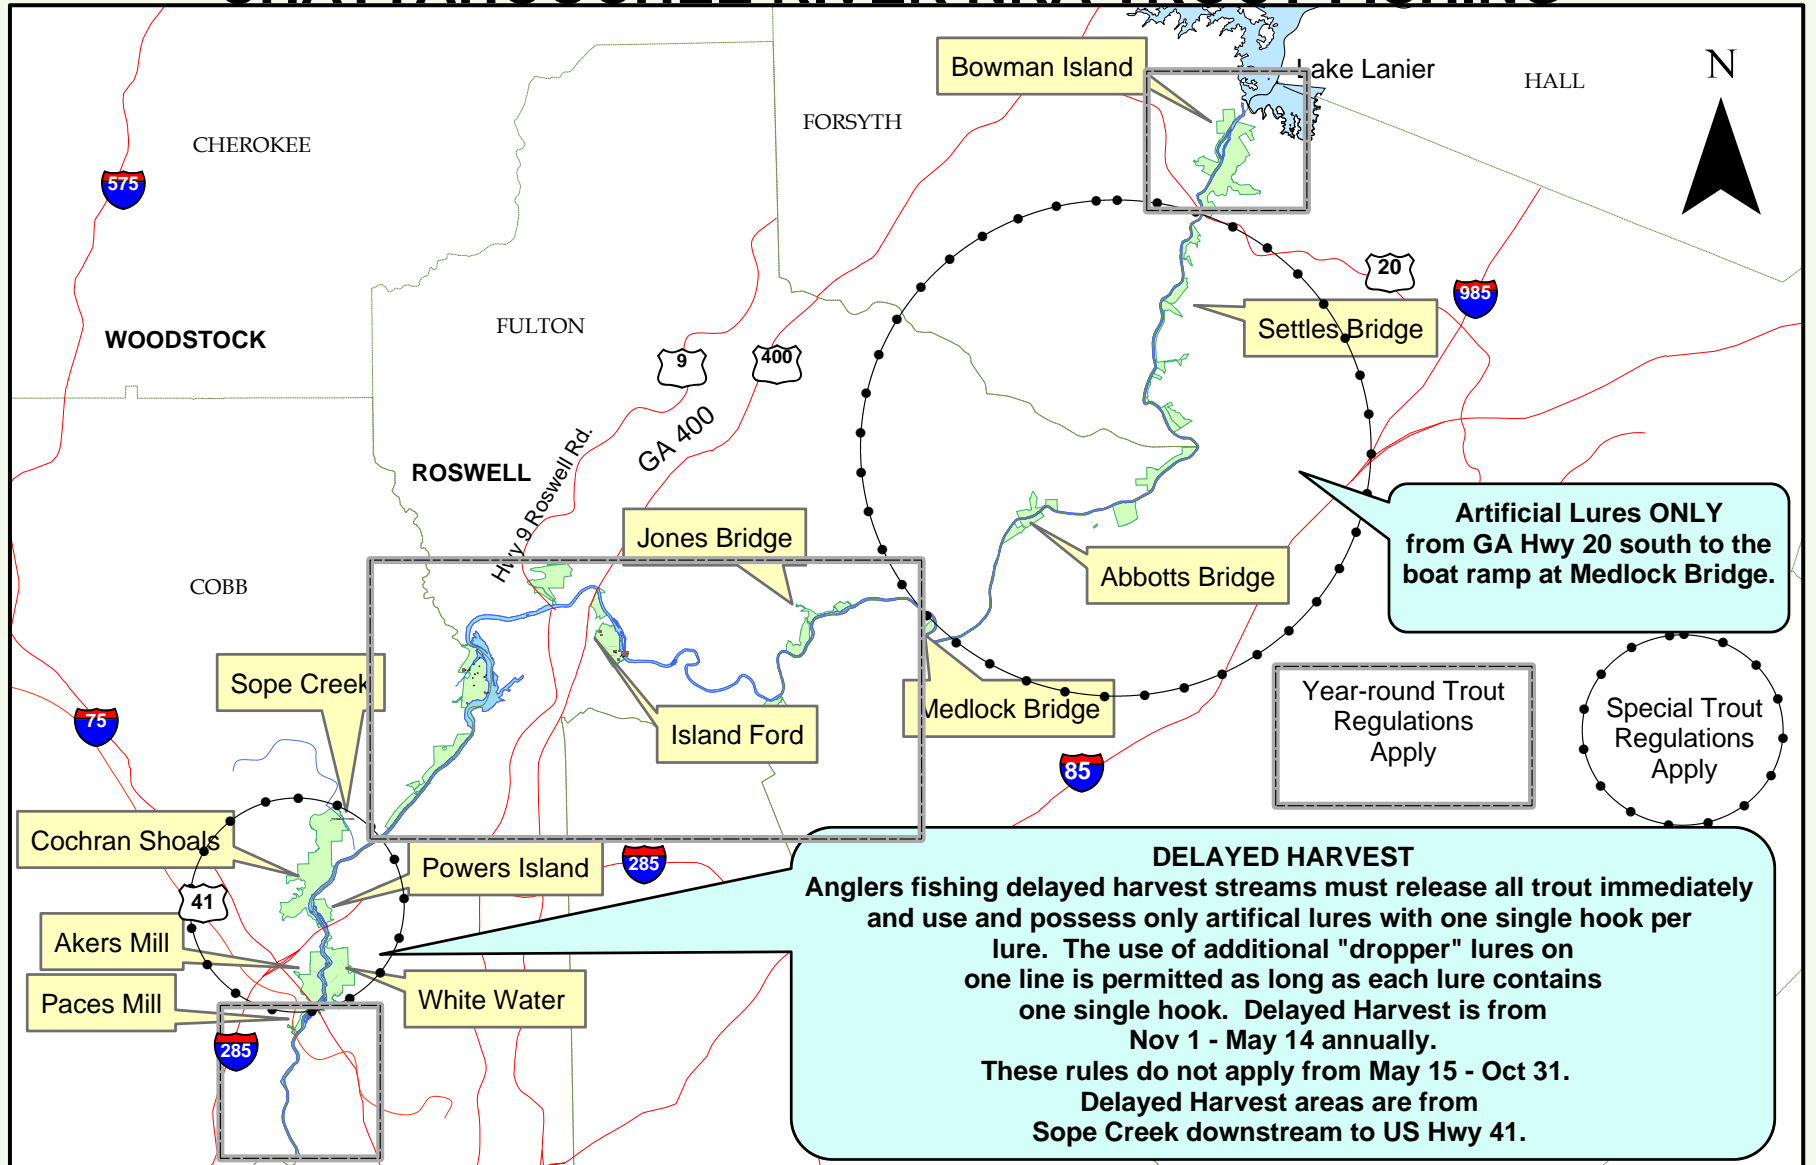 CHATTAHOOCHEE RIVER NRA TROUT FISHING
Bowman Island
Lake Lanier
HALL
N
FORSYTH
CHEROKEE
575
20
985
Settles Bridge
FULTON
WOODSTOCK
9
400
GA 400
Hwy 9 Roswell Rd.
ROSWELL
Artificial Lures ONLY
from GA Hwy 20 south to the
boat ramp at Medlock Bridge.
Jones Bridge
Abbotts Bridge
COBB
Sope Creek
75
Island Ford
Medlock Bridge
85
Year-round Trout
Regulations
Apply
Special Trout
Regulations
Apply
Cochran Shoals
Powers Island
285
41
Akers Mill
Paces Mill
White Water
285
DELAYED HARVEST
Anglers fishing delayed harvest streams must release all trout immediately
and use and possess only artifical lures with one single hook per
lure. The use of additional "dropper" lures on
one line is permitted as long as each lure contains
one single hook. Delayed Harvest is from
Nov 1 - May 14 annually.
These rules do not apply from May 15 - Oct 31.
Delayed Harvest areas are from
Sope Creek downstream to US Hwy 41.